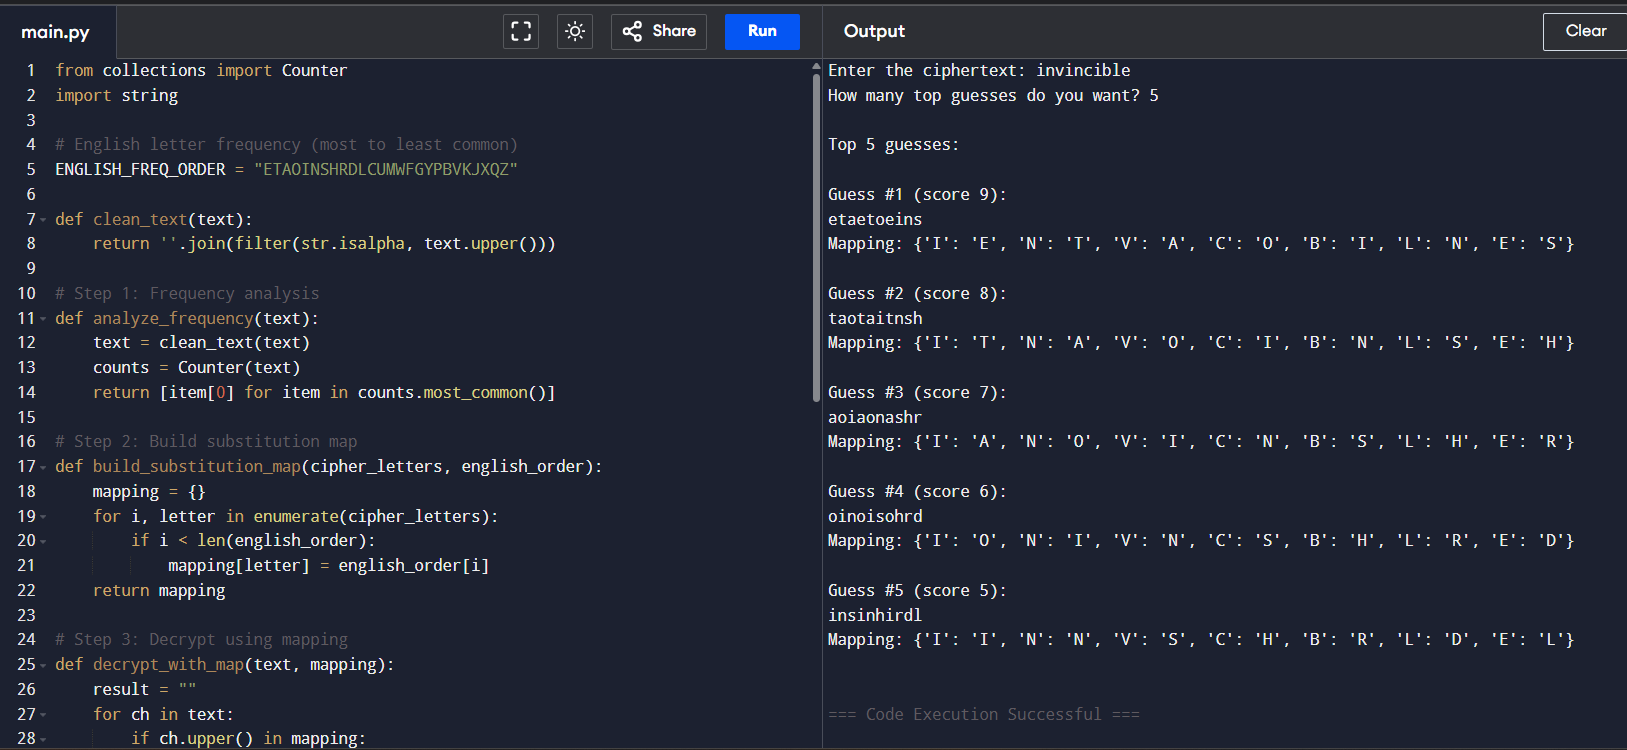 main.py
Share
Run
Output
Clear
1 from collections import Counter
2 import string
3
4 # English letter frequency (most to least common)
5 ENGLISH_FREQ_ORDER = "ETAOINSHRDLCUMWFGYPBVKJXQZ"
6
7 def clean_text(text):
8     return ''.join(filter(str.isalpha, text.upper()))
9
10 # Step 1: Frequency analysis
11 def analyze_frequency(text):
12     text = clean_text(text)
13     counts = Counter(text)
14     return [item[0] for item in counts.most_common()]
15
16 # Step 2: Build substitution map
17 def build_substitution_map(cipher_letters, english_order):
18     mapping = {}
19     for i, letter in enumerate(cipher_letters):
20         if i < len(english_order):
21             mapping[letter] = english_order[i]
22     return mapping
23
24 # Step 3: Decrypt using mapping
25 def decrypt_with_map(text, mapping):
26     result = ""
27     for ch in text:
28         if ch.upper() in mapping:
Enter the ciphertext: invincible
How many top guesses do you want? 5
Top 5 guesses:
Guess #1 (score 9):
etaetoeins
Mapping: {'I': 'E', 'N': 'T', 'V': 'A', 'C': 'O', 'B': 'I', 'L': 'N', 'E': 'S'}
Guess #2 (score 8):
taotaitnsh
Mapping: {'I': 'T', 'N': 'A', 'V': 'O', 'C': 'I', 'B': 'N', 'L': 'S', 'E': 'H'}
Guess #3 (score 7):
aoiaonashr
Mapping: {'I': 'A', 'N': 'O', 'V': 'I', 'C': 'N', 'B': 'S', 'L': 'H', 'E': 'R'}
Guess #4 (score 6):
oinoisohrd
Mapping: {'I': 'O', 'N': 'I', 'V': 'N', 'C': 'S', 'B': 'H', 'L': 'R', 'E': 'D'}
Guess #5 (score 5):
insinhirdl
Mapping: {'I': 'I', 'N': 'N', 'V': 'S', 'C': 'H', 'B': 'R', 'L': 'D', 'E': 'L'}
=== Code Execution Successful ===